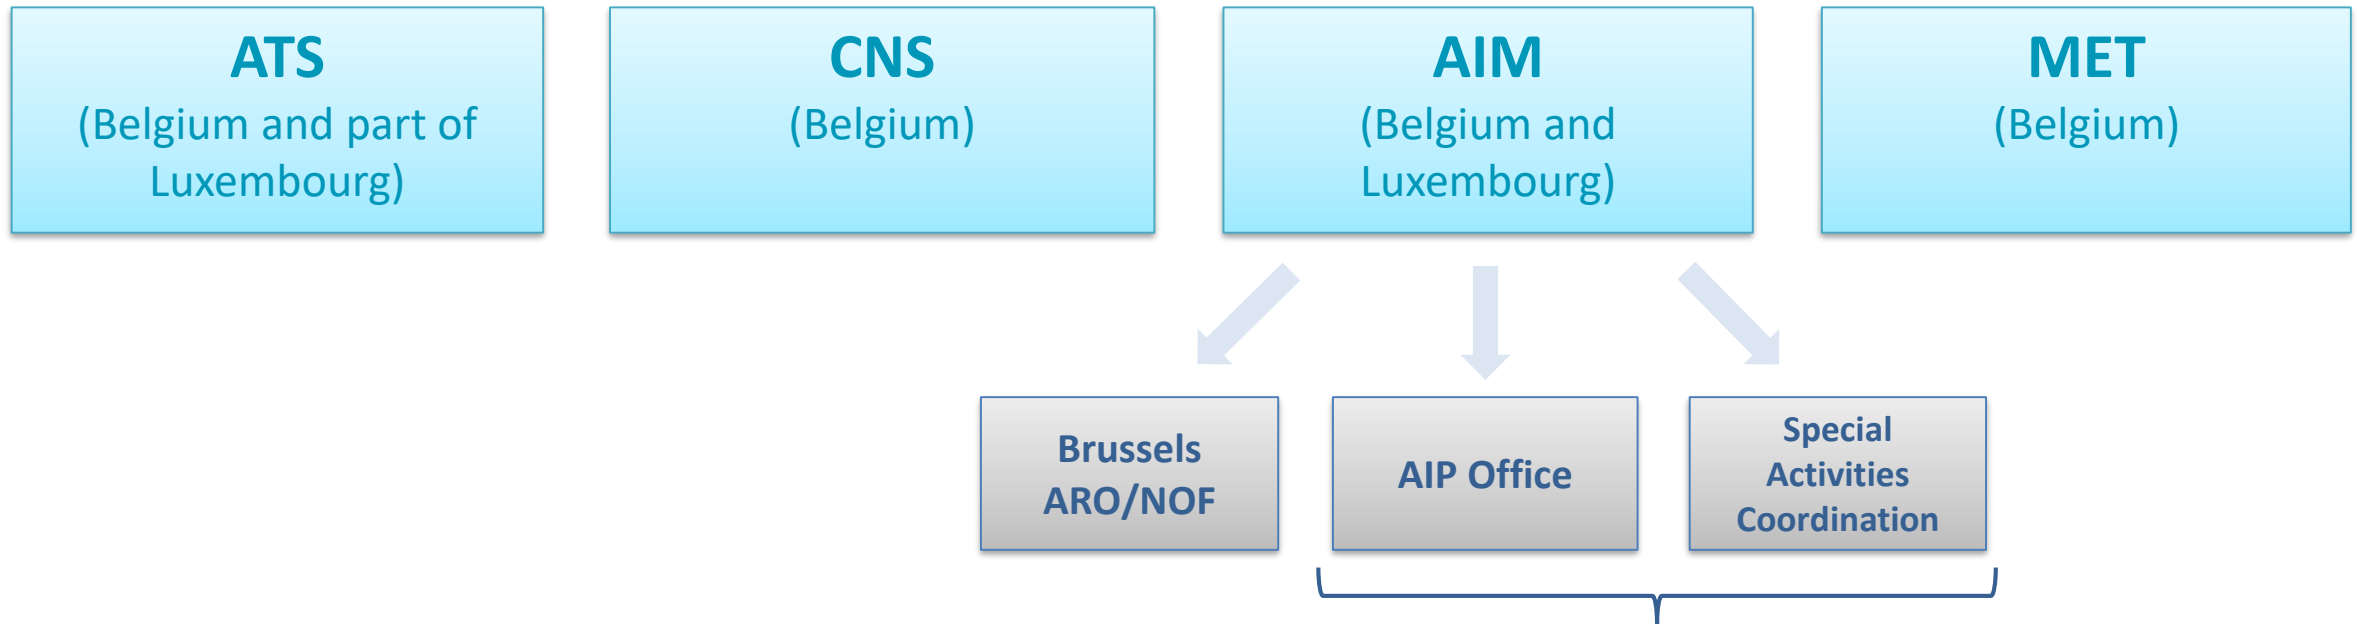 ATS
(Belgium and part of
Luxembourg)
CNS
(Belgium)
AIM
(Belgium and
Luxembourg)
MET
(Belgium)
Brussels
ARO/NOF
AIP Office
Special
Activities
Coordination